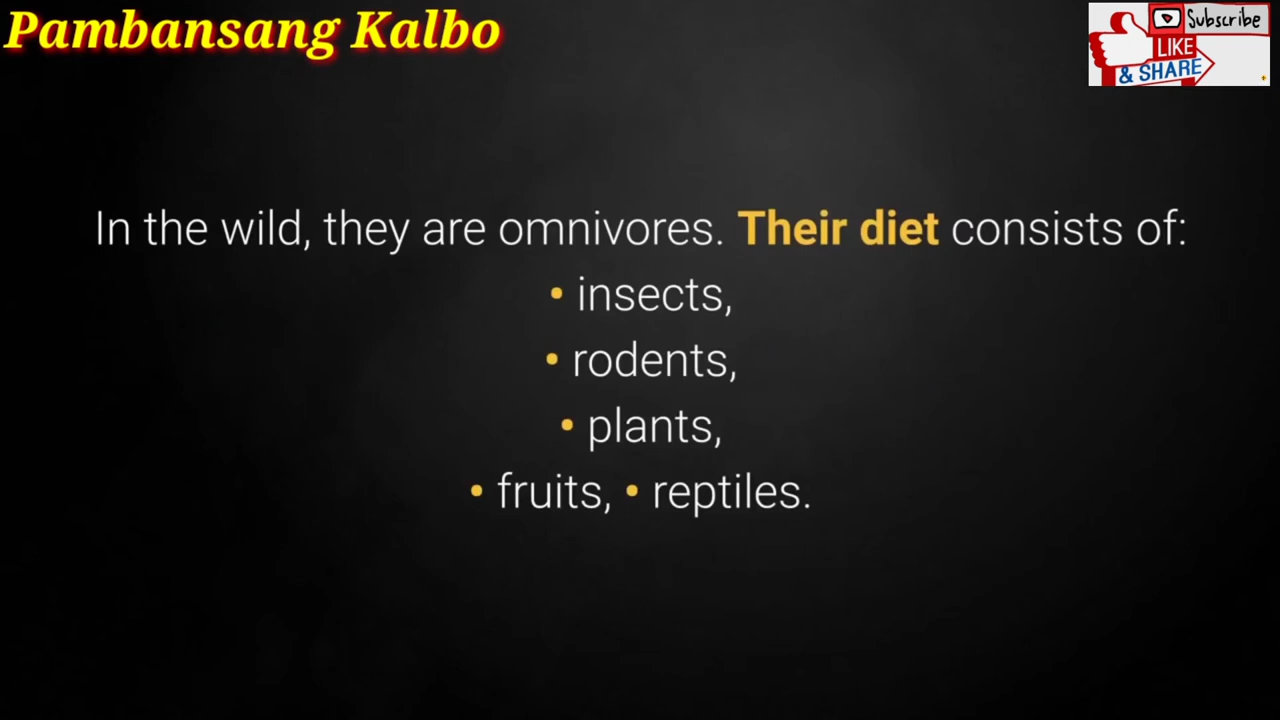 Pambansang Kalbo
Subscribe
LIKE
& SHARE
In the wild, they are omnivores. Their diet consists of:
• insects,
• rodents,
• plants,
• fruits, • reptiles.